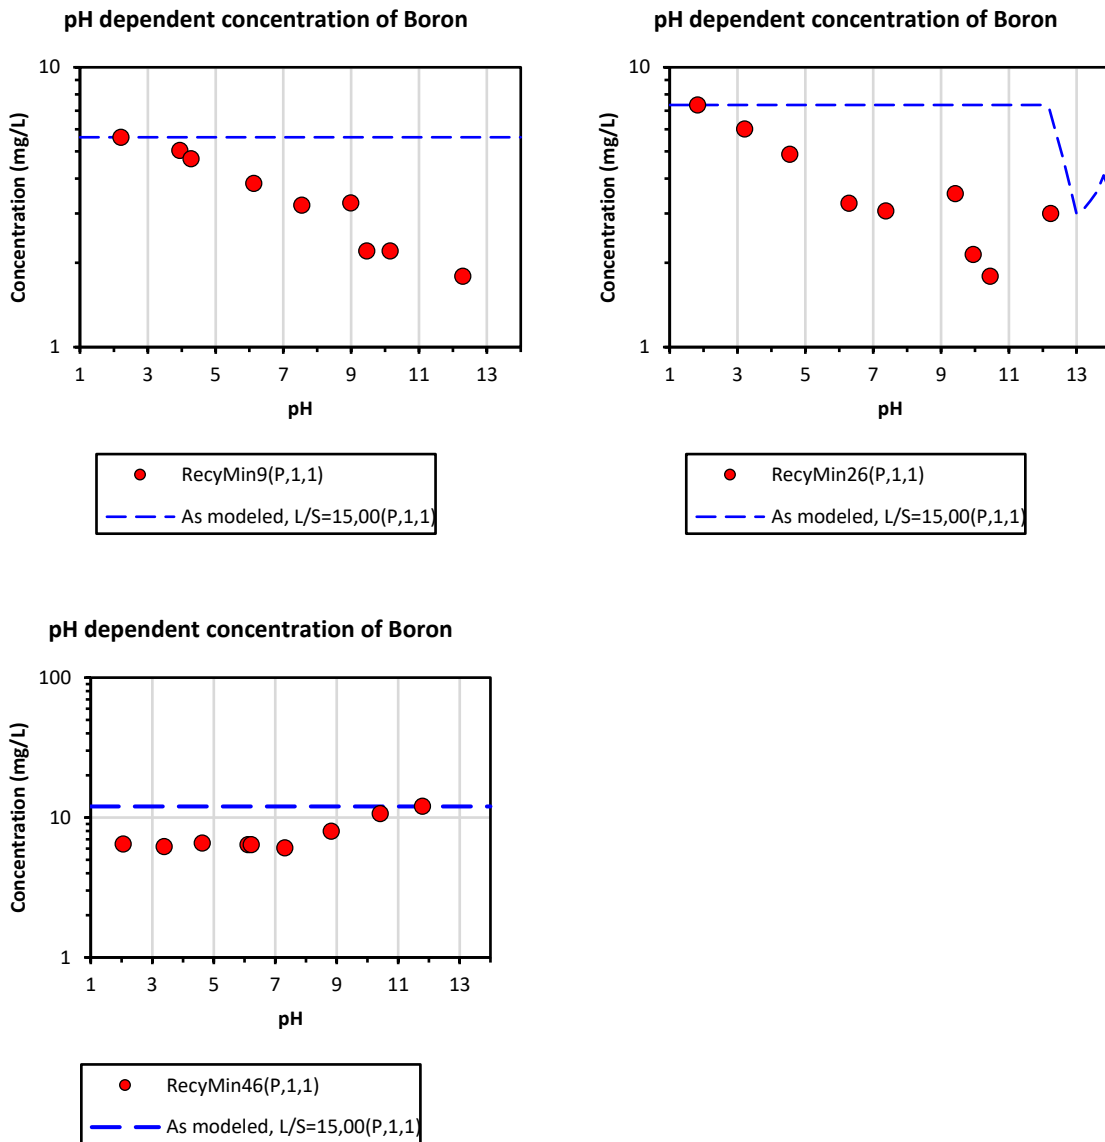 pH dependent concentration of Boron
10
1
Concentration (mg/L)
1 3 5 7 9 11 13
pH
RecyMin9(P,1,1)
As modeled, L/S=15,00(P,1,1)
pH dependent concentration of Boron
10
1
Concentration (mg/L)
1 3 5 7 9 11 13
pH
RecyMin26(P,1,1)
As modeled, L/S=15,00(P,1,1)
pH dependent concentration of Boron
100
10
1
Concentration (mg/L)
1 3 5 7 9 11 13
pH
RecyMin46(P,1,1)
As modeled, L/S=15,00(P,1,1)